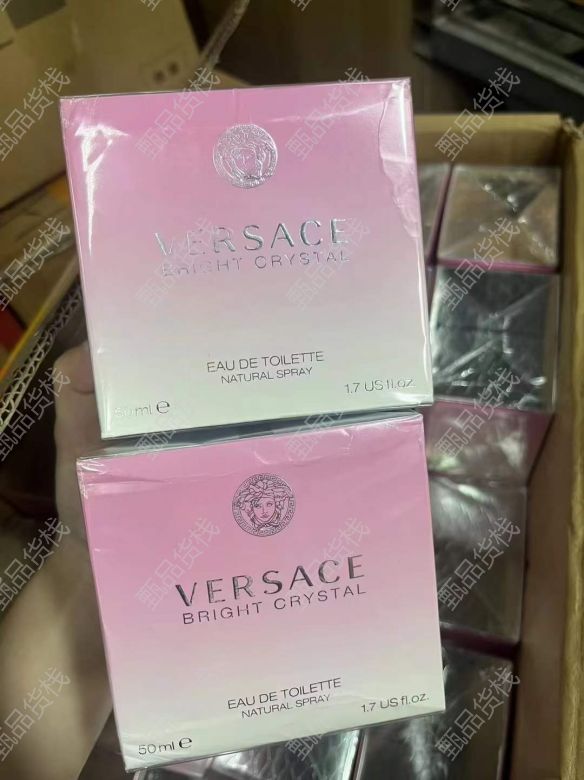 VERSACE
BRIGHT CRYSTAL
EAU DE TOILETTE
NATURAL SPRAY
50ml e
1.7 US fl.oz.
VERSACE
BRIGHT CRYSTAL
EAU DE TOILETTE
NATURAL SPRAY
50ml e
1.7 US fl.oz.
甄品货栈